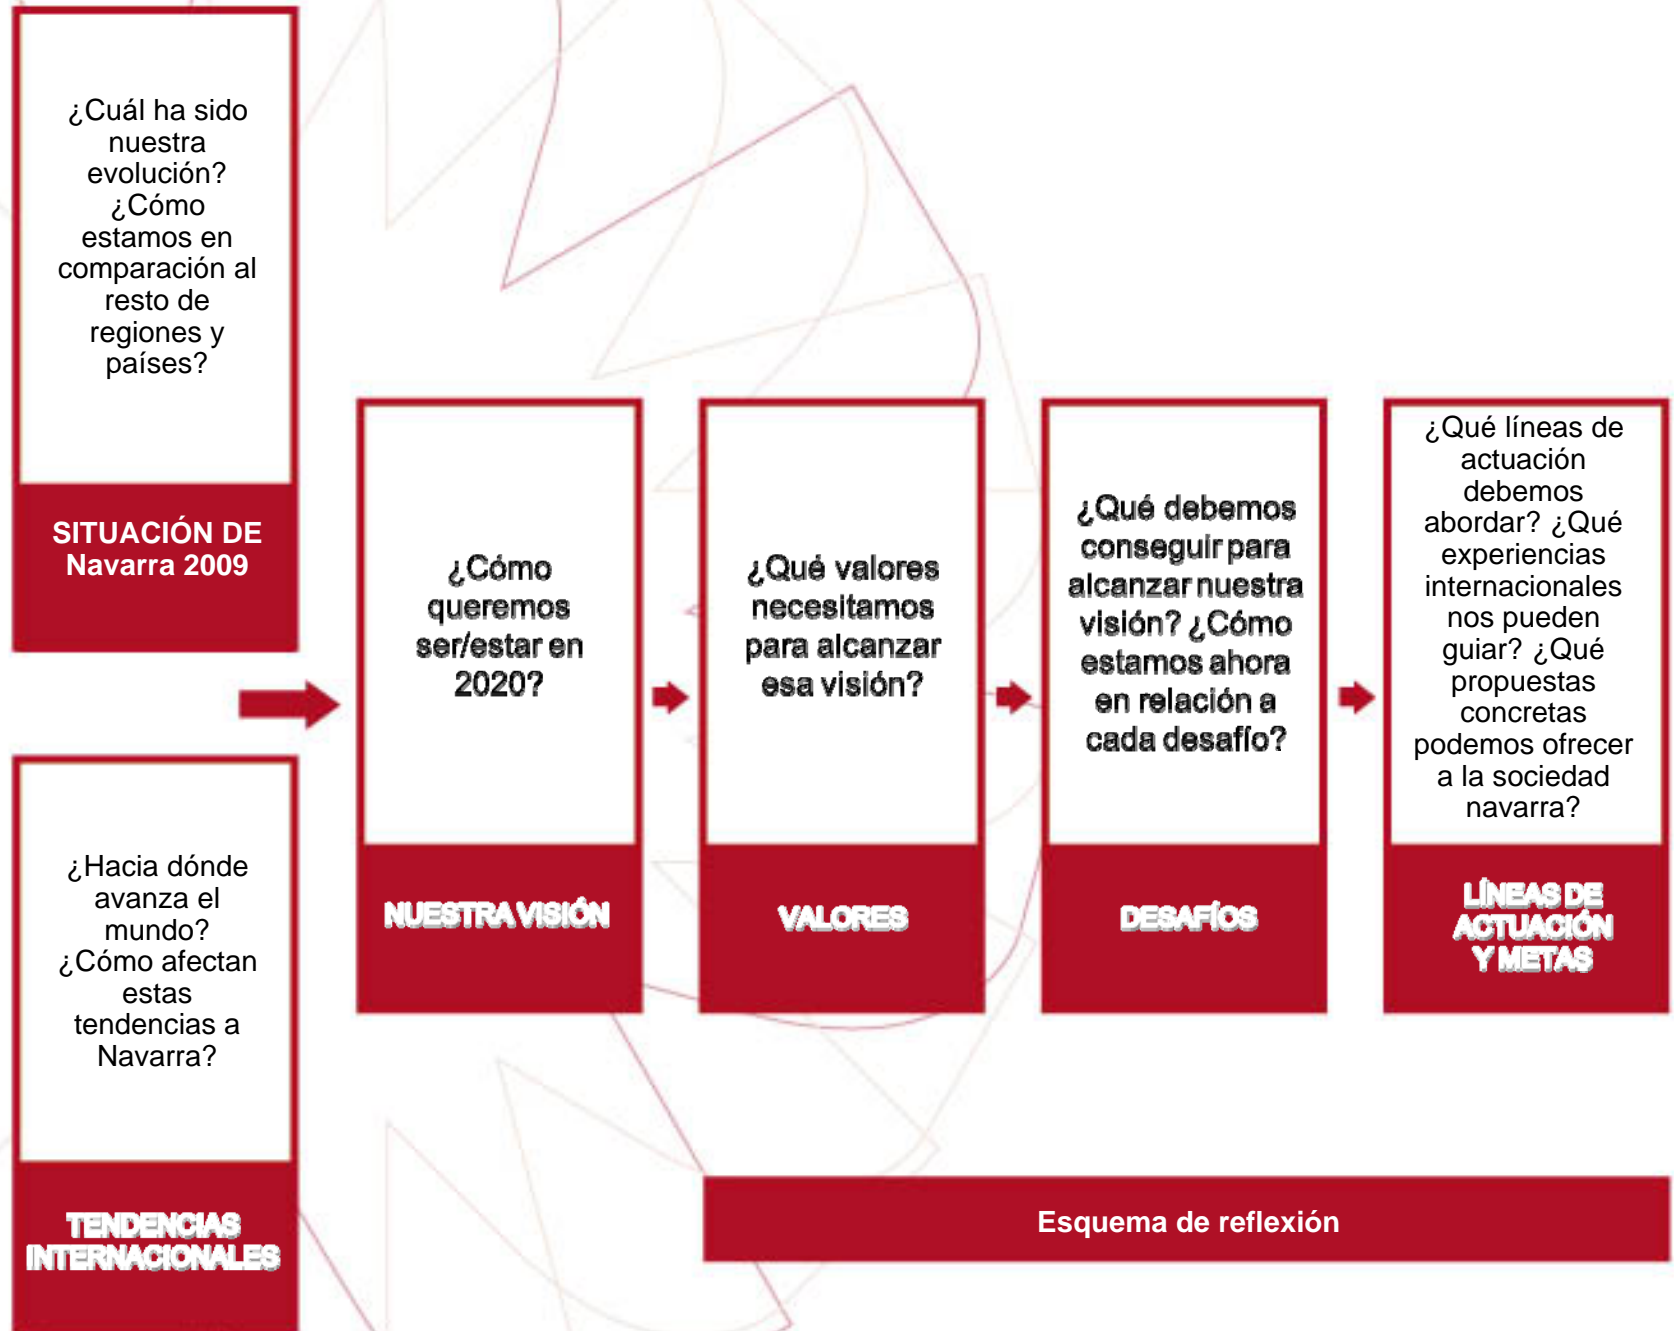 ¿Cuál ha sido
nuestra
evolución?
¿Cómo
estamos en
comparación al
resto de
regiones y
países?
SITUACIÓN DE
Navarra 2009
¿Hacia dónde
avanza el
mundo?
¿Cómo afectan
estas
tendencias a
Navarra?
TENDENCIAS
INTERNACIONALES
¿Cómo
queremos
ser/estar en
2020?
NUESTRA VISIÓN
¿Qué valores
necesitamos
para alcanzar
esa visión?
VALORES
¿Qué debemos
conseguir para
alcanzar nuestra
visión? ¿Cómo
estamos ahora
en relación a
cada desafío?
DESAFÍOS
¿Qué líneas de
actuación
debemos
abordar? ¿Qué
experiencias
internacionales
nos pueden
guiar? ¿Qué
propuestas
concretas
podemos ofrecer
a la sociedad
navarra?
LÍNEAS DE
ACTUACIÓN
Y METAS
Esquema de reflexión